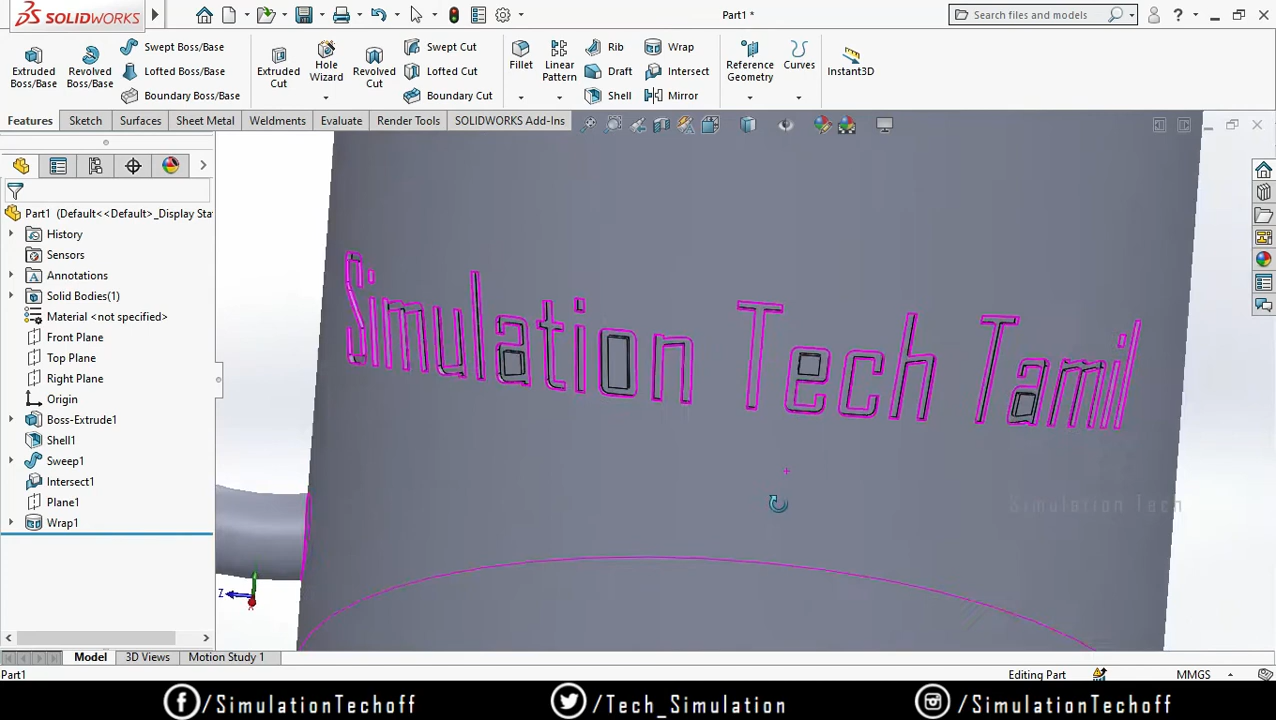 SOLIDWORKS
Part1 *
Search files and models
Extruded Boss/Base
Revolved Boss/Base
Swept Boss/Base
Lofted Boss/Base
Boundary Boss/Base
Extruded Cut
Hole Wizard
Revolved Cut
Swept Cut
Lofted Cut
Boundary Cut
Fillet
Linear Pattern
Rib
Draft
Shell
Wrap
Intersect
Mirror
Reference Geometry
Curves
Instant3D
Features
Sketch
Surfaces
Sheet Metal
Weldments
Evaluate
Render Tools
SOLIDWORKS Add-Ins
Part1 (Default<<Default>_Display Sta
History
Sensors
Annotations
Solid Bodies(1)
Material <not specified>
Front Plane
Top Plane
Right Plane
Origin
Boss-Extrude1
Shell1
Sweep1
Intersect1
Plane1
Wrap1
Simulation Tech Tamil
Simulation Tech
Z
Model
3D Views
Motion Study 1
Part1
Editing Part
MMGS
/SimulationTechoff
/Tech_Simulation
/SimulationTechoff